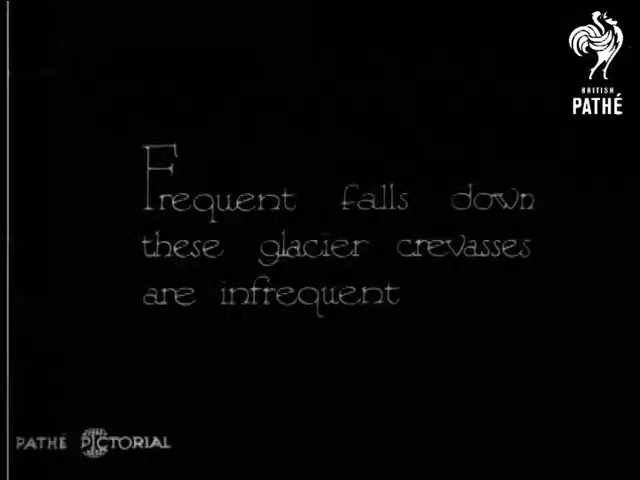 BRITISH
PATHÉ
Frequent falls down
these glacier crevasses
are infrequent
PATHÉ PICTORIAL